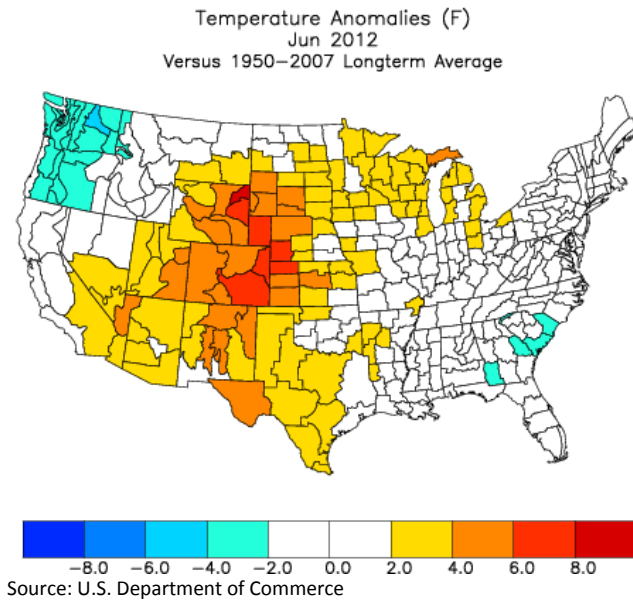 Temperature Anomalies (F)
Jun 2012
Versus 1950-2007 Longterm Average
-8.0 -6.0 -4.0 -2.0 0.0 2.0 4.0 6.0 8.0
Source: U.S. Department of Commerce